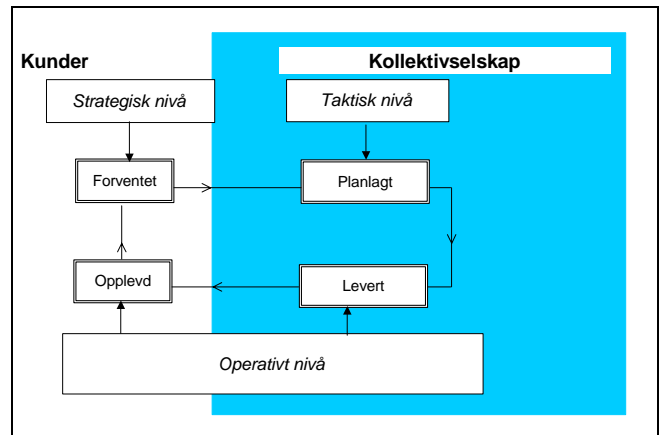 Kunder
Kollektivselskap
Strategisk nivå
Taktisk nivå
Forventet
Planlagt
Opplevd
Levert
Operativt nivå